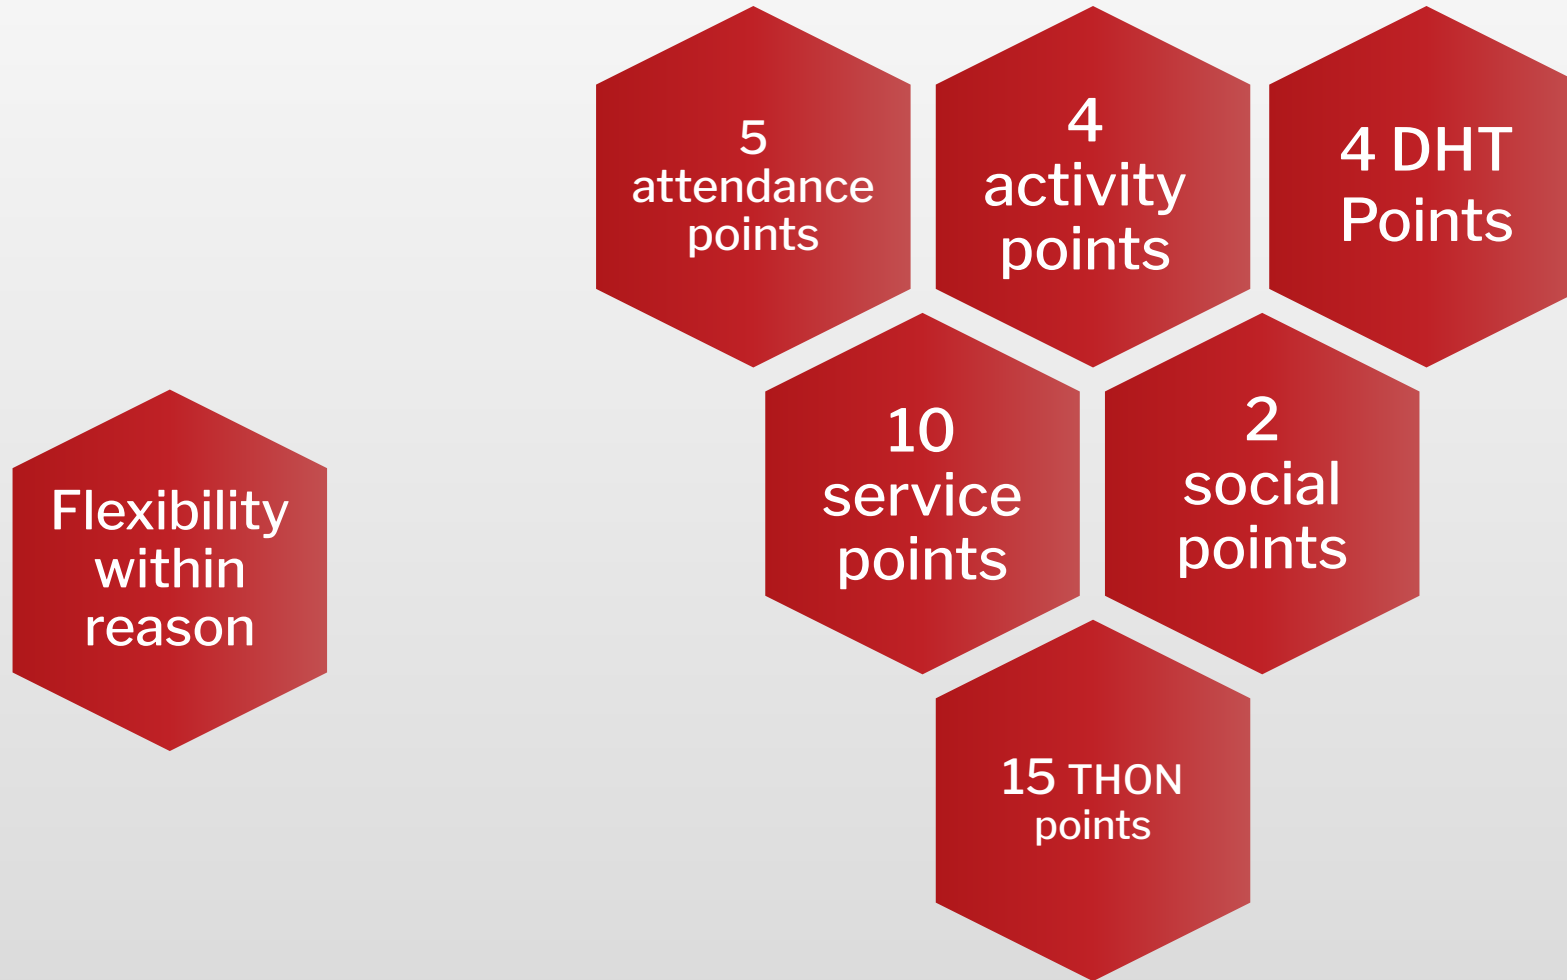 5
attendance
points
4
activity
points
4 DHT
Points
10
service
points
2
social
points
Flexibility
within
reason
15 THON
points